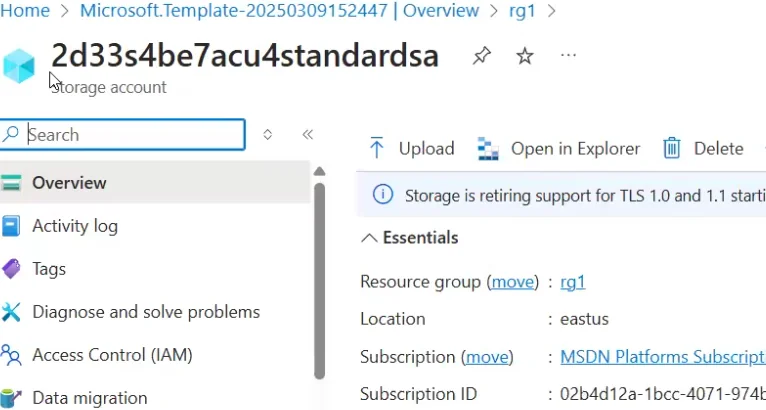 Home > Microsoft.Template-20250309152447 | Overview > rg1 >
2d33s4be7acu4standardsa
Storage account
Search
Overview
Activity log
Tags
Diagnose and solve problems
Access Control (IAM)
Data migration
Upload Open in Explorer Delete
Storage is retiring support for TLS 1.0 and 1.1 starti
Essentials
Resource group (move) : rg1
Location : eastus
Subscription (move) : MSDN Platforms Subscript
Subscription ID : 02b4d12a-1bcc-4071-974b